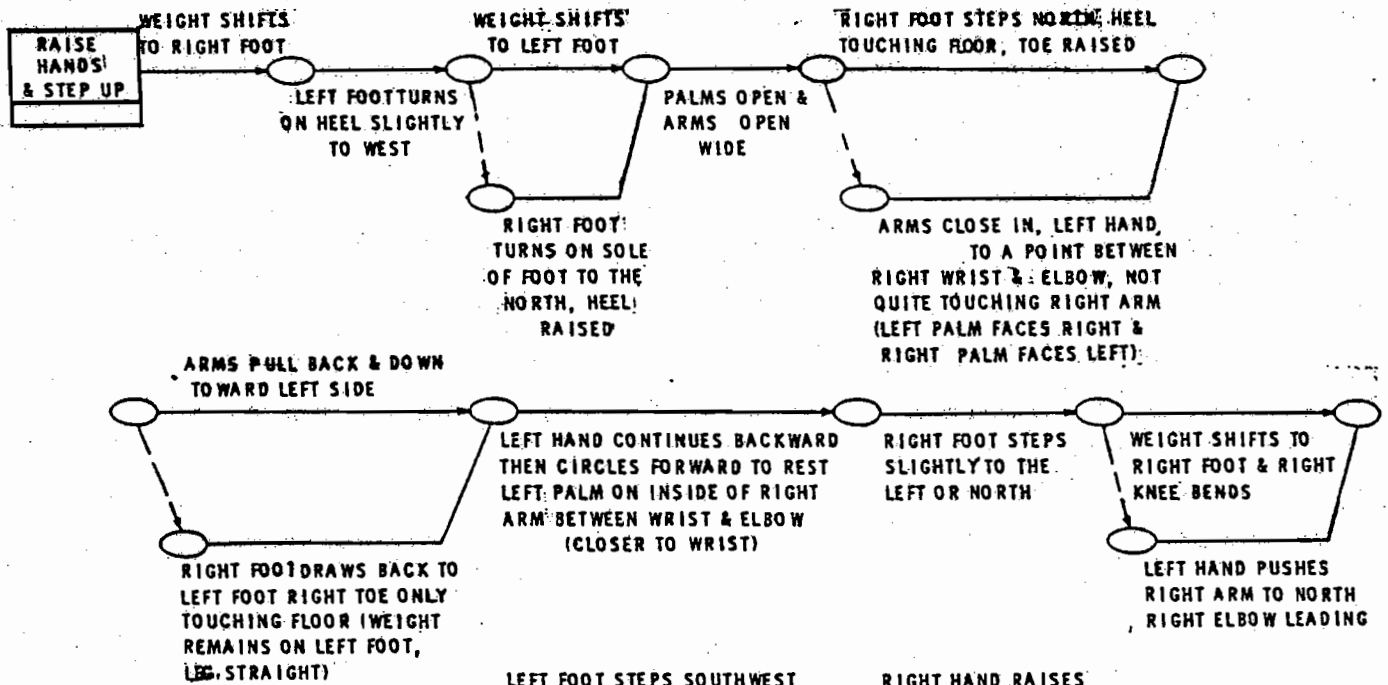 WEIGHT SHIFTS
TO RIGHT FOOT
RAISE
HANDS
& STEP UP
LEFT FOOT TURNS
ON HEEL SLIGHTLY
TO WEST
WEIGHT SHIFTS
TO LEFT FOOT
RIGHT FOOT
TURNS ON SOLE
OF FOOT TO THE
NORTH, HEEL
RAISED
PALMS OPEN &
ARMS OPEN
WIDE
RIGHT FOOT STEPS NORTH, HEEL
TOUCHING FLOOR, TOE RAISED
ARMS CLOSE IN, LEFT HAND,
TO A POINT BETWEEN
RIGHT WRIST & ELBOW, NOT
QUITE TOUCHING RIGHT ARM
(LEFT PALM FACES RIGHT &
RIGHT PALM FACES LEFT)
ARMS PULL BACK & DOWN
TOWARD LEFT SIDE
RIGHT FOOT DRAWS BACK TO
LEFT FOOT RIGHT TOE ONLY
TOUCHING FLOOR (WEIGHT
REMAINS ON LEFT FOOT,
LEG STRAIGHT)
LEFT HAND CONTINUES BACKWARD
THEN CIRCLES FORWARD TO REST
LEFT PALM ON INSIDE OF RIGHT
ARM BETWEEN WRIST & ELBOW
(CLOSER TO WRIST)
RIGHT FOOT STEPS
SLIGHTLY TO THE
LEFT OR NORTH
WEIGHT SHIFTS TO
RIGHT FOOT & RIGHT
KNEE BENDS
LEFT HAND PUSHES
RIGHT ARM TO NORTH
RIGHT ELBOW LEADING
LEFT FOOT STEPS SOUTHWEST
RIGHT HAND RAISES